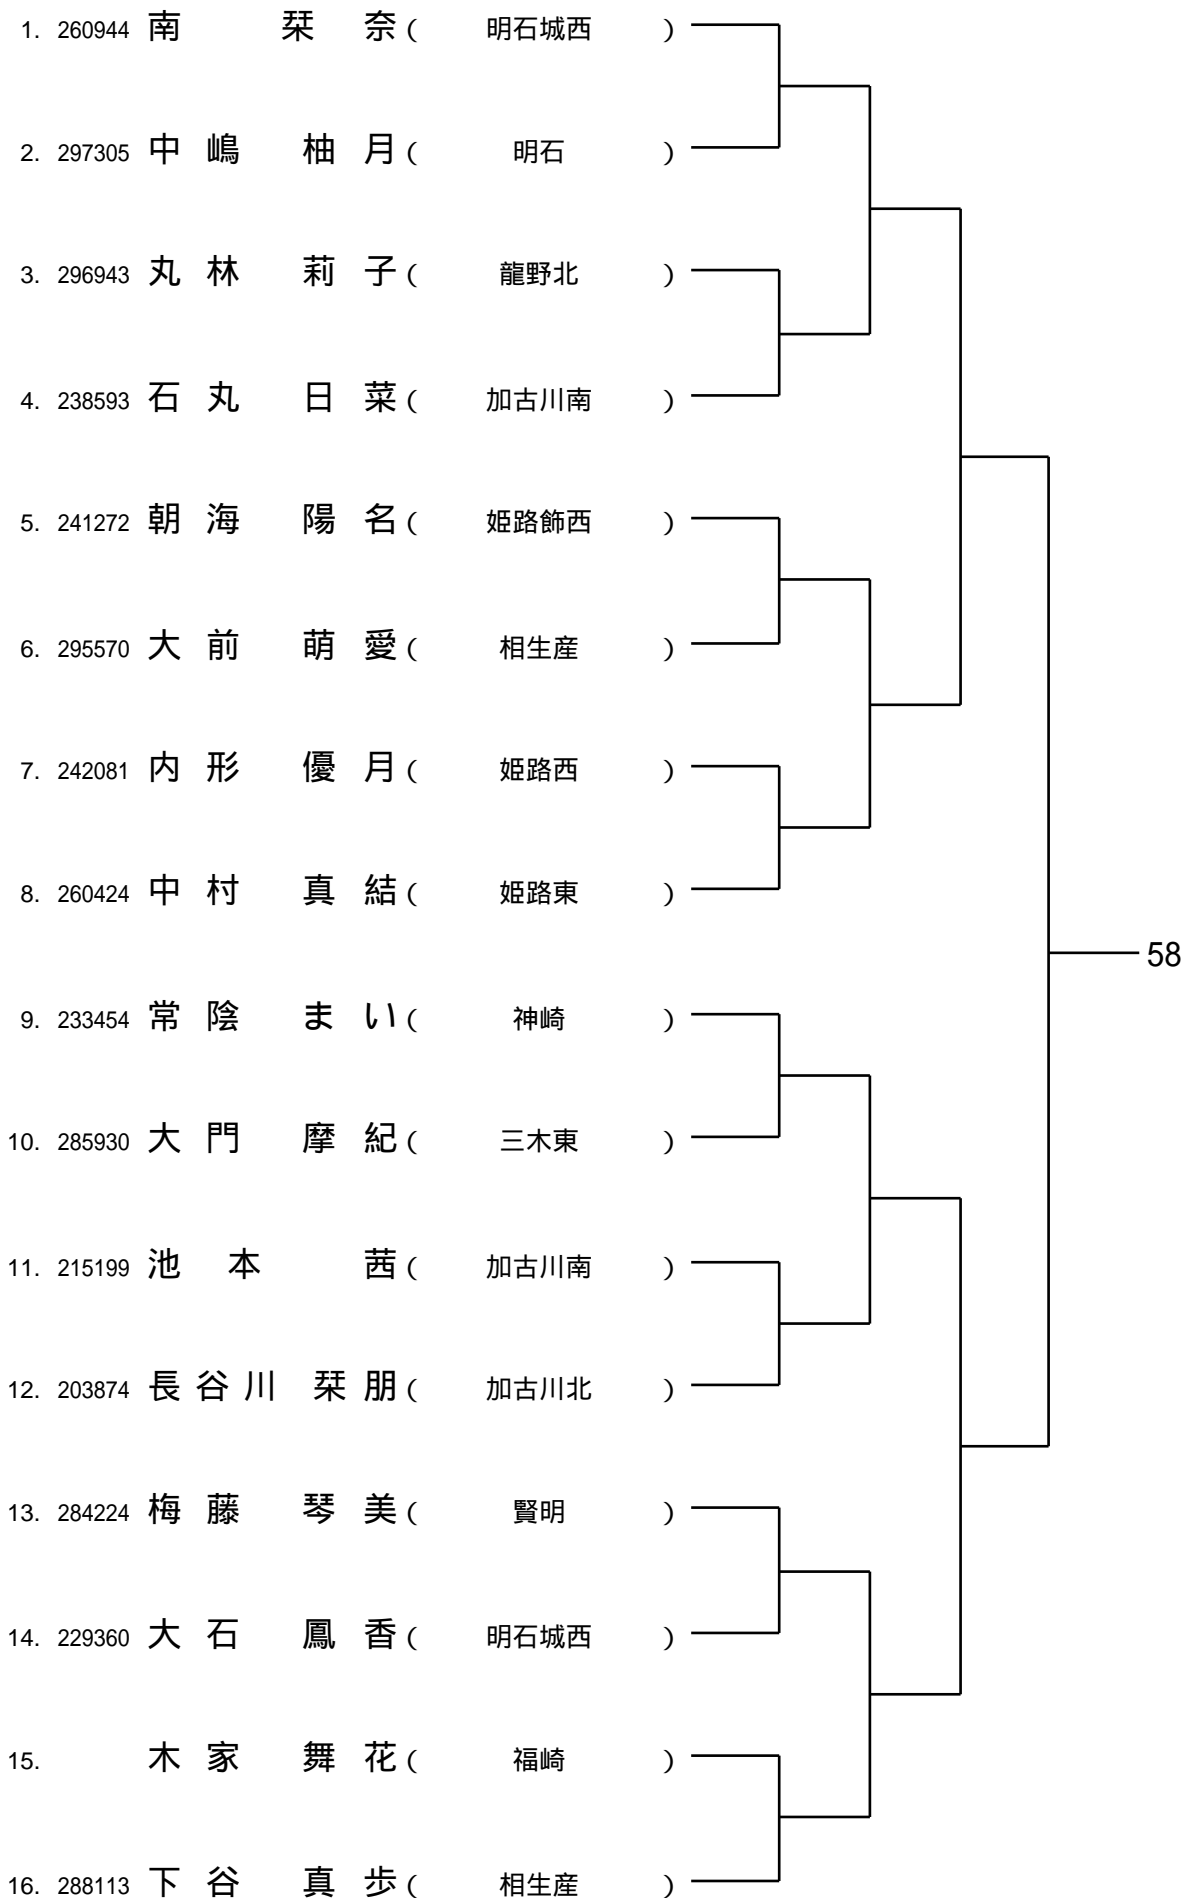 1. 260944 南 栞 奈 ( 明石城西 )
2. 297305 中 嶋 柚 月 ( 明石 )
3. 296943 丸 林 莉 子 ( 龍野北 )
4. 238593 石 丸 日 菜 ( 加古川南 )
5. 241272 朝 海 陽 名 ( 姫路飾西 )
6. 295570 大 前 萌 愛 ( 相生産 )
7. 242081 内 形 優 月 ( 姫路西 )
8. 260424 中 村 真 結 ( 姫路東 )
58
9. 233454 常 陰 ま い ( 神崎 )
10. 285930 大 門 摩 紀 ( 三木東 )
11. 215199 池 本 茜 ( 加古川南 )
12. 203874 長 谷 川 栞 朋 ( 加古川北 )
13. 284224 梅 藤 琴 美 ( 賢明 )
14. 229360 大 石 鳳 香 ( 明石城西 )
15. 木 家 舞 花 ( 福崎 )
16. 288113 下 谷 真 歩 ( 相生産 )